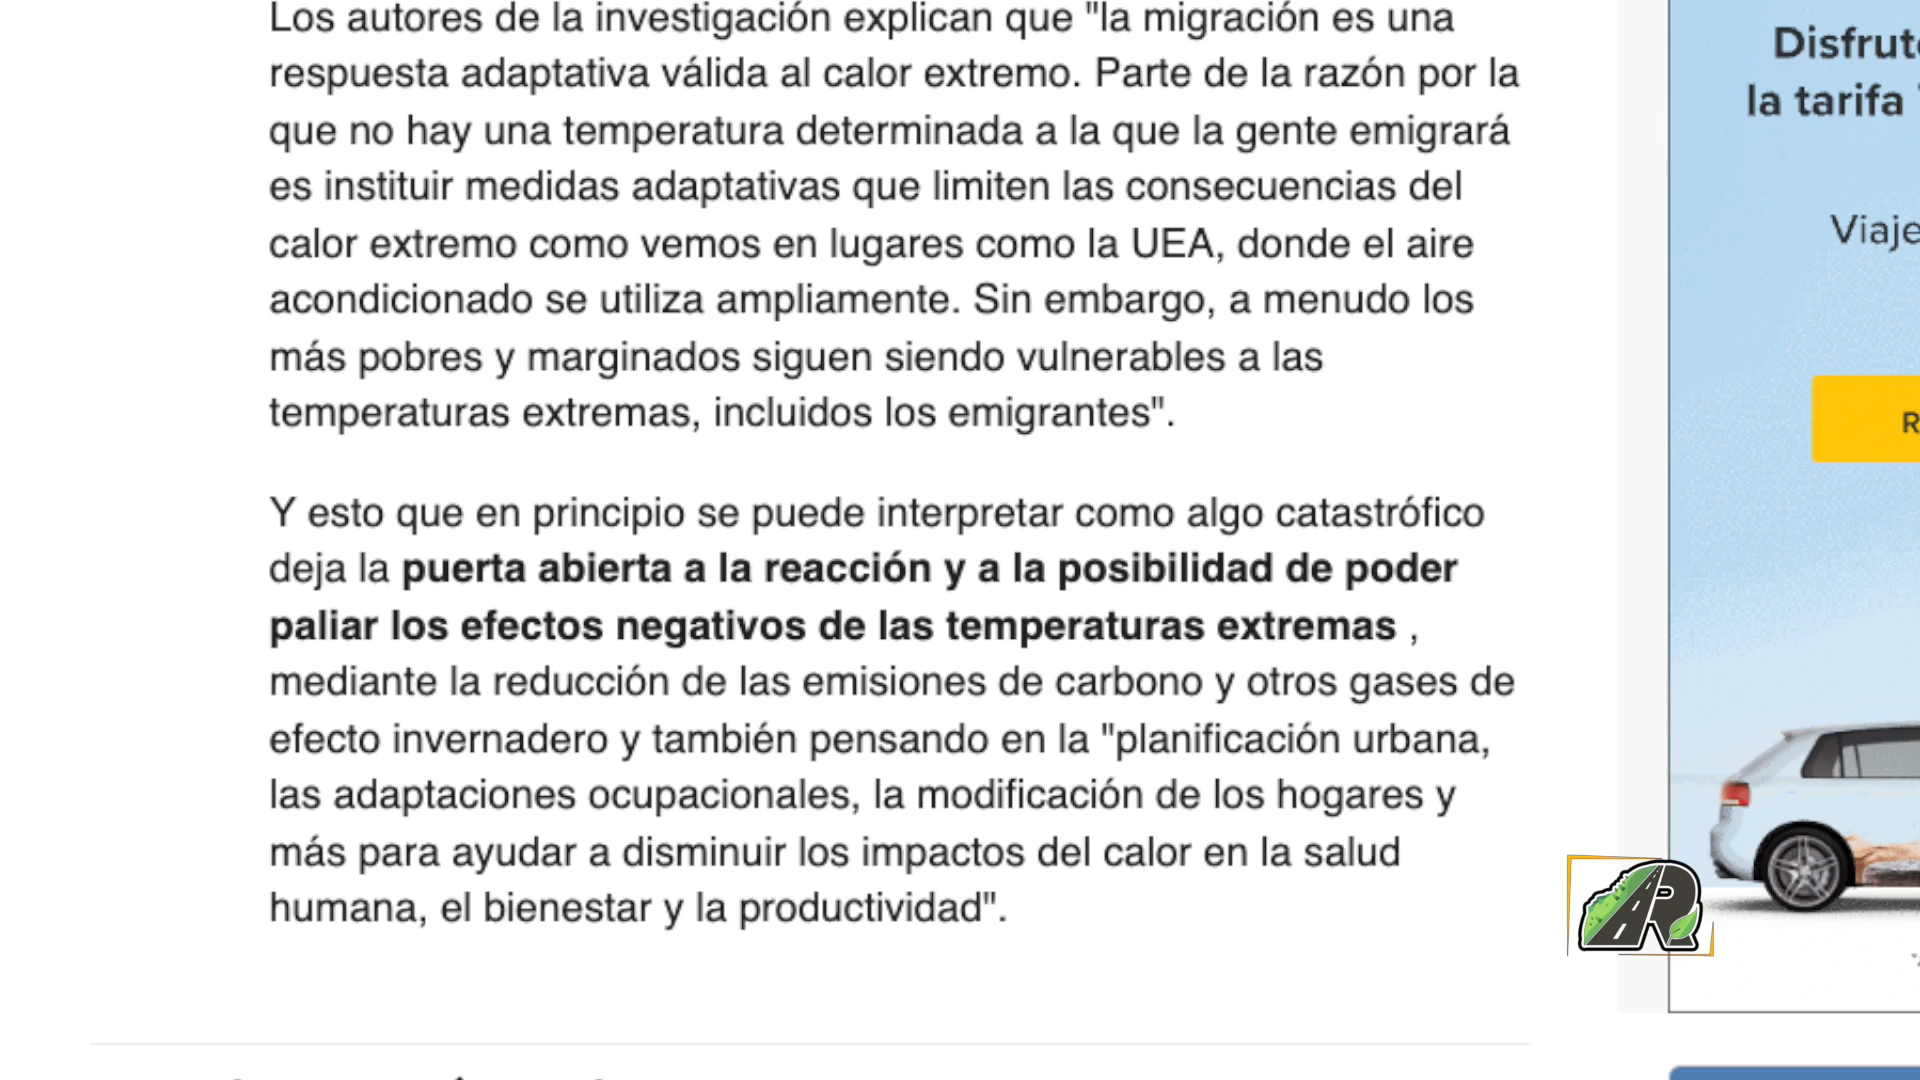 Los autores de la investigación explican que "la migración es una
respuesta adaptativa válida al calor extremo. Parte de la razón por la
que no hay una temperatura determinada a la que la gente emigrará
es instituir medidas adaptativas que limiten las consecuencias del
calor extremo como vemos en lugares como la UEA, donde el aire
acondicionado se utiliza ampliamente. Sin embargo, a menudo los
más pobres y marginados siguen siendo vulnerables a las
temperaturas extremas, incluidos los emigrantes".
Y esto que en principio se puede interpretar como algo catastrófico
deja la puerta abierta a la reacción y a la posibilidad de poder
paliar los efectos negativos de las temperaturas extremas ,
mediante la reducción de las emisiones de carbono y otros gases de
efecto invernadero y también pensando en la "planificación urbana,
las adaptaciones ocupacionales, la modificación de los hogares y
más para ayudar a disminuir los impactos del calor en la salud
humana, el bienestar y la productividad".
Disfrut
la tarifa
Viaje
R
R